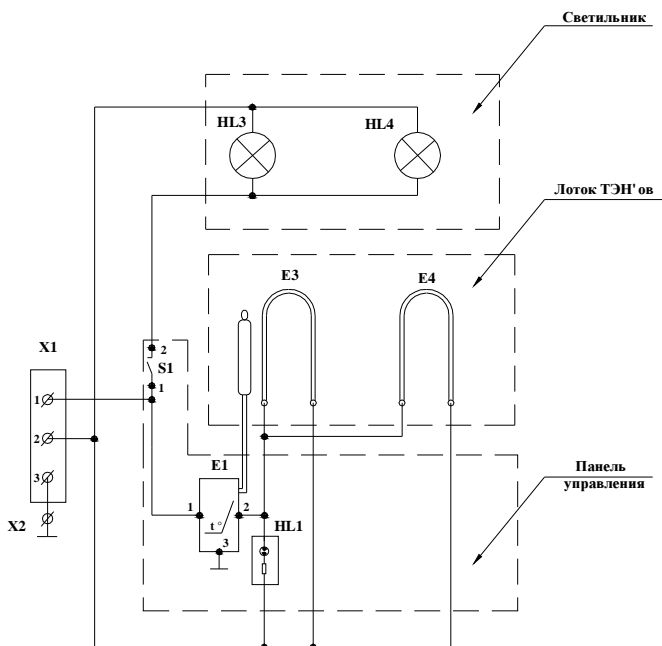 Светильник
HL3
HL4
Лоток ТЭН'ов
E3
E4
X1
2
S1
1
1
2
3
E1
Панель
управления
1
2
HL1
t°
3
X2